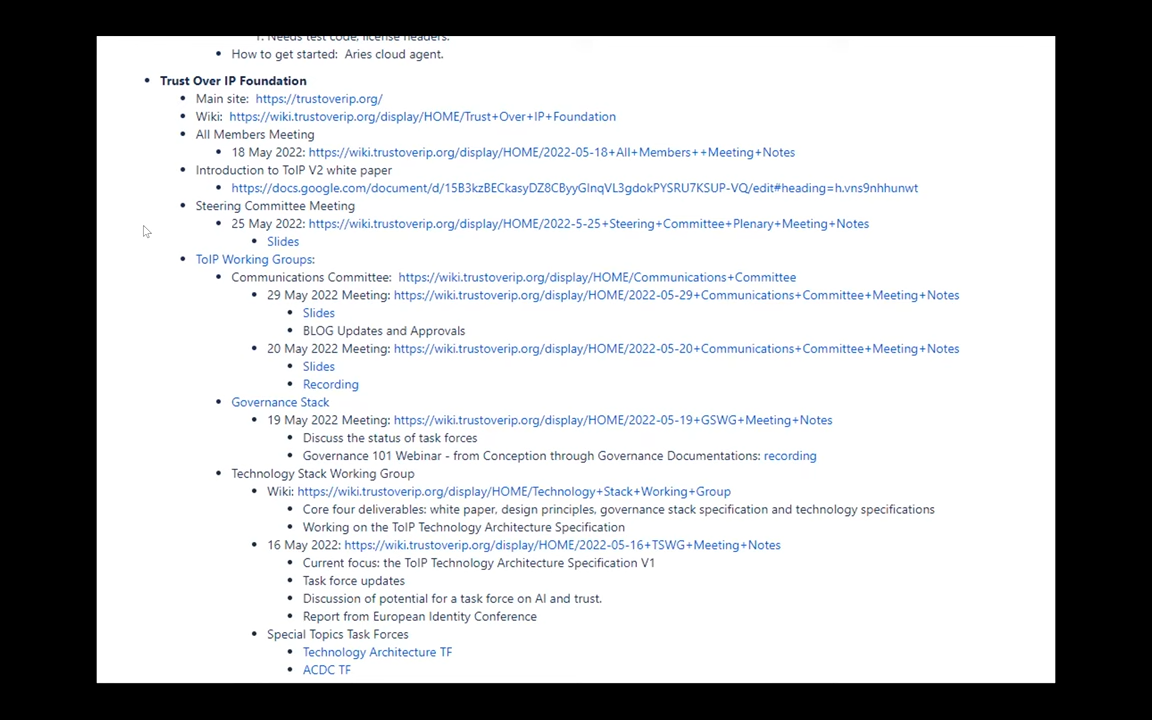 1. Needs test code, license headers.
How to get started: Aries cloud agent.
Trust Over IP Foundation
Main site: https://trustoverip.org/
Wiki: https://wiki.trustoverip.org/display/HOME/Trust+Over+IP+Foundation
All Members Meeting
18 May 2022: https://wiki.trustoverip.org/display/HOME/2022-05-18+All+Members++Meeting+Notes
Introduction to ToIP V2 white paper
https://docs.google.com/document/d/15B3kzBECkasyDZ8CByyGInqVL3gdokPYSRU7KSUP-VQ/edit#heading=h.vns9nhhunwt
Steering Committee Meeting
25 May 2022: https://wiki.trustoverip.org/display/HOME/2022-5-25+Steering+Committee+Plenary+Meeting+Notes
Slides
ToIP Working Groups:
Communications Committee: https://wiki.trustoverip.org/display/HOME/Communications+Committee
29 May 2022 Meeting: https://wiki.trustoverip.org/display/HOME/2022-05-29+Communications+Committee+Meeting+Notes
Slides
BLOG Updates and Approvals
20 May 2022 Meeting: https://wiki.trustoverip.org/display/HOME/2022-05-20+Communications+Committee+Meeting+Notes
Slides
Recording
Governance Stack
19 May 2022 Meeting: https://wiki.trustoverip.org/display/HOME/2022-05-19+GSWG+Meeting+Notes
Discuss the status of task forces
Governance 101 Webinar - from Conception through Governance Documentations: recording
Technology Stack Working Group
Wiki: https://wiki.trustoverip.org/display/HOME/Technology+Stack+Working+Group
Core four deliverables: white paper, design principles, governance stack specification and technology specifications
Working on the ToIP Technology Architecture Specification
16 May 2022: https://wiki.trustoverip.org/display/HOME/2022-05-16+TSWG+Meeting+Notes
Current focus: the ToIP Technology Architecture Specification V1
Task force updates
Discussion of potential for a task force on AI and trust.
Report from European Identity Conference
Special Topics Task Forces
Technology Architecture TF
ACDC TF